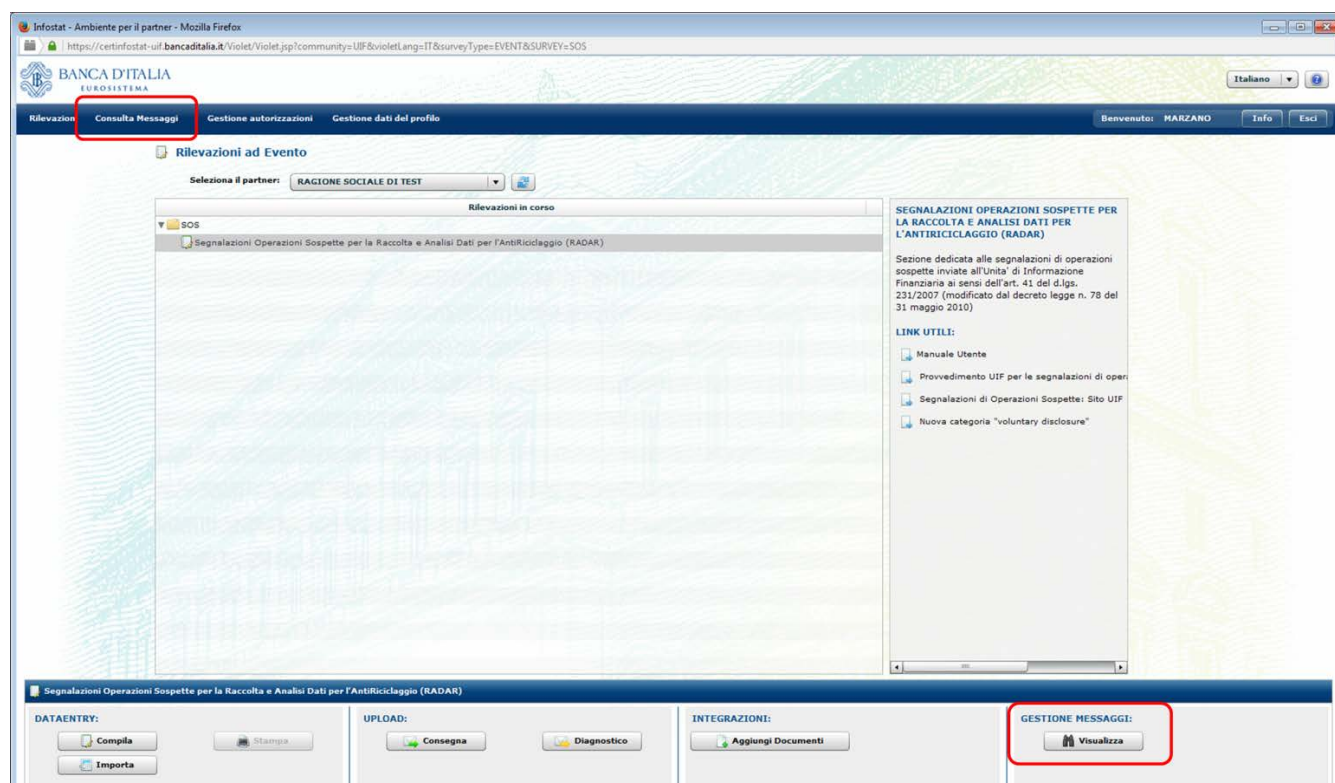 Infostat - Ambiente per il partner - Mozilla Firefox
https://certinfostat-uif.bancaditalia.it/Violet/Violet.jsp?community=UIF&violetLang=IT&surveyType=EVENT&SURVEY=SOS
BANCA D'ITALIA
EUROSISTEMA
Italiano
Rilevazion Consulta Messaggi Gestione autorizzazioni Gestione dati del profilo Benvenuto: MARZANO Info Esci
Rilevazioni ad Evento
Seleziona il partner: RAGIONE SOCIALE DI TEST
Rilevazioni in corso
SOS
Segnalazioni Operazioni Sospette per la Raccolta e Analisi Dati per l'AntiRiciclaggio (RADAR)
SEGNALAZIONI OPERAZIONI SOSPETTE PER
LA RACCOLTA E ANALISI DATI PER
L'ANTIRICICLAGGIO (RADAR)
Sezione dedicata alle segnalazioni di operazioni
sospette inviate all'Unita' di Informazione
Finanziaria ai sensi dell'art. 41 del d.lgs.
231/2007 (modificato dal decreto legge n. 78 del
31 maggio 2010)
LINK UTILI:
Manuale Utente
Provvedimento UIF per le segnalazioni di oper
Segnalazioni di Operazioni Sospette: Sito UIF
Nuova categoria "voluntary disclosure"
Segnalazioni Operazioni Sospette per la Raccolta e Analisi Dati per l'AntiRiciclaggio (RADAR)
DATAENTRY: UPLOAD: INTEGRAZIONI: GESTIONE MESSAGGI:
Compila Stampa Consegna Diagnostico Aggiungi Documenti Visualizza
Importa